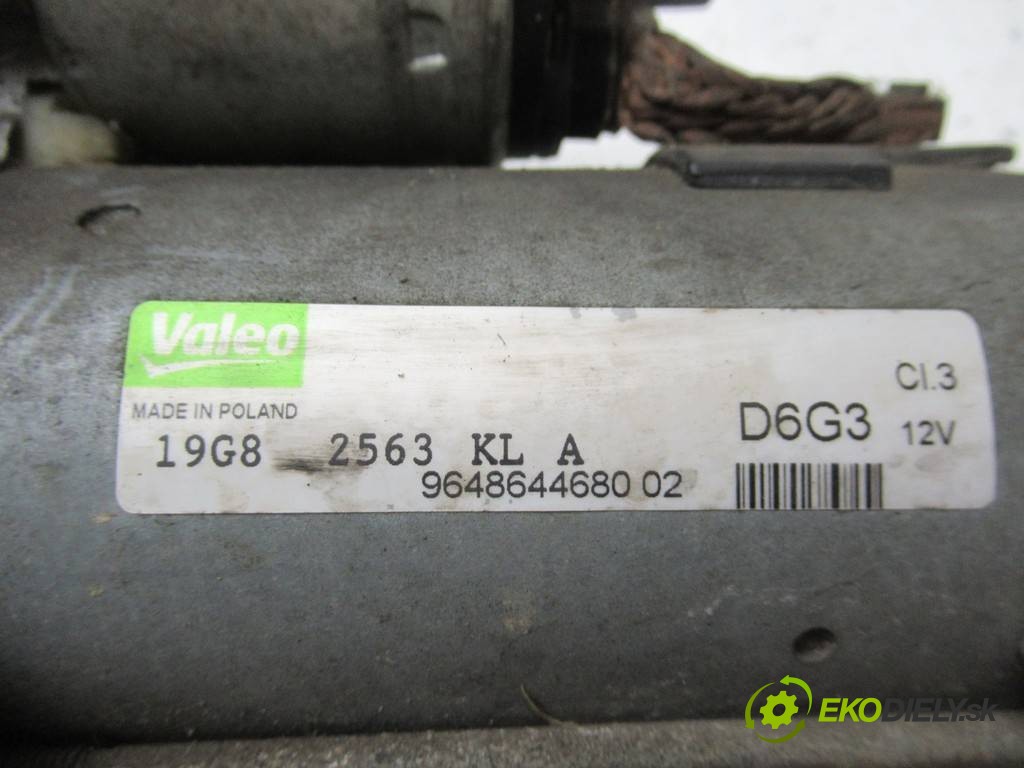 Valeo
MADE IN POLAND
19G8 2563 KL A
9648644680 02
D6G3
Cl.3
12V
EKODIELY.sk